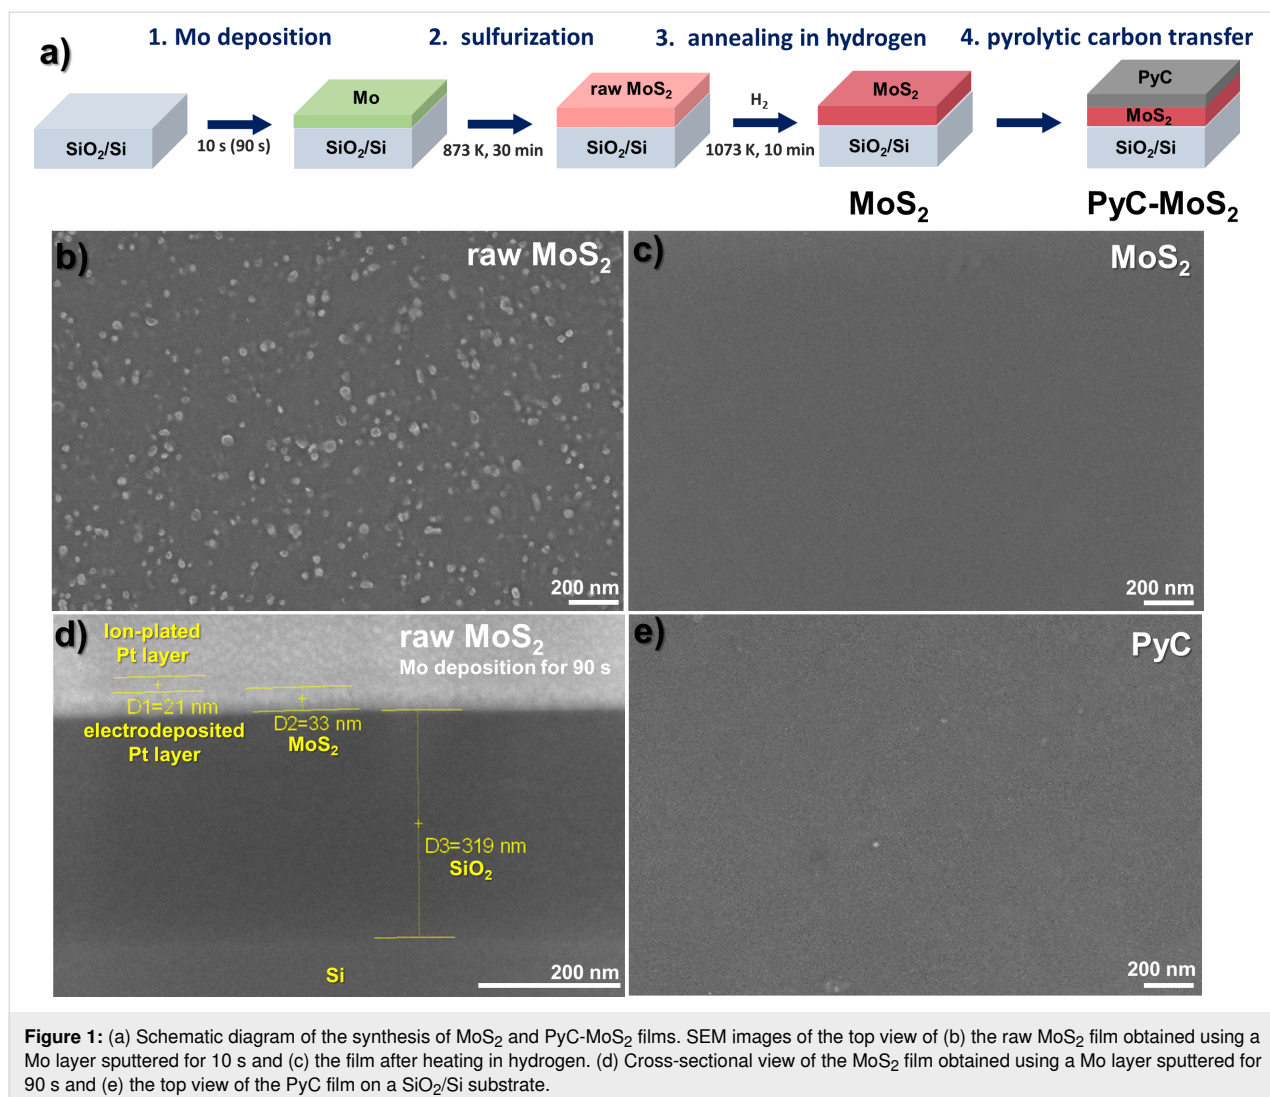 a)
1. Mo deposition
2. sulfurization
3. annealing in hydrogen
4. pyrolytic carbon transfer
SiO₂/Si
10 s (90 s)
Mo
SiO₂/Si
873 K, 30 min
raw MoS₂
SiO₂/Si
H₂
1073 K, 10 min
MoS₂
SiO₂/Si
MoS₂
PyC
MoS₂
SiO₂/Si
PyC-MoS₂
b)
raw MoS₂
200 nm
c)
MoS₂
200 nm
d)
Ion-plated
Pt layer
D1=21 nm
electrodeposited
Pt layer
raw MoS₂
Mo deposition for 90 s
D2=33 nm
MoS₂
D3=319 nm
SiO₂
Si
200 nm
e)
PyC
200 nm
Figure 1: (a) Schematic diagram of the synthesis of MoS₂ and PyC-MoS₂ films. SEM images of the top view of (b) the raw MoS₂ film obtained using a
Mo layer sputtered for 10 s and (c) the film after heating in hydrogen. (d) Cross-sectional view of the MoS₂ film obtained using a Mo layer sputtered for
90 s and (e) the top view of the PyC film on a SiO₂/Si substrate.